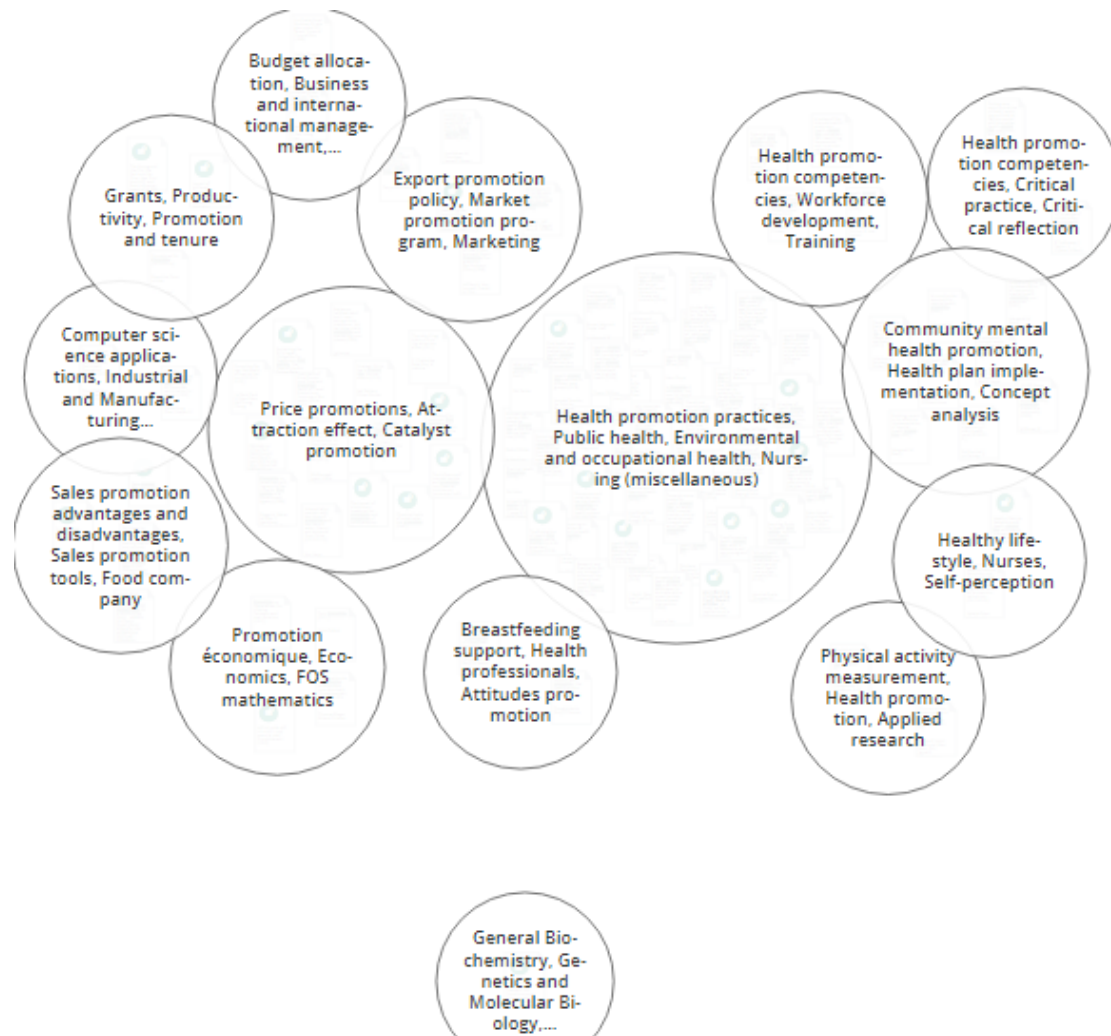 Budget alloca-
tion, Business
and interna-
tional manage-
ment,...
Grants, Produc-
tivity, Promotion
and tenure
Export promotion
policy, Market
promotion pro-
gram, Marketing
Health promo-
tion competen-
cies, Workforce
development,
Training
Health promo-
tion competen-
cies, Critical
practice, Criti-
cal reflection
Computer sci-
ence applica-
tions, Industrial
and Manufac-
turing...
Price promotions, At-
traction effect, Catalyst
promotion
Health promotion practices,
Public health, Environmental
and occupational health, Nurs-
ing (miscellaneous)
Community mental
health promotion,
Health plan imple-
mentation, Concept
analysis
Sales promotion
advantages and
disadvantages,
Sales promotion
tools, Food com-
pany
Healthy life-
style, Nurses,
Self-perception
Promotion
économique, Eco-
nomics, FOS
mathematics
Breastfeeding
support, Health
professionals,
Attitudes pro-
motion
Physical activity
measurement,
Health promo-
tion, Applied
research
General Bio-
chemistry, Ge-
netics and
Molecular Bi-
ology,...